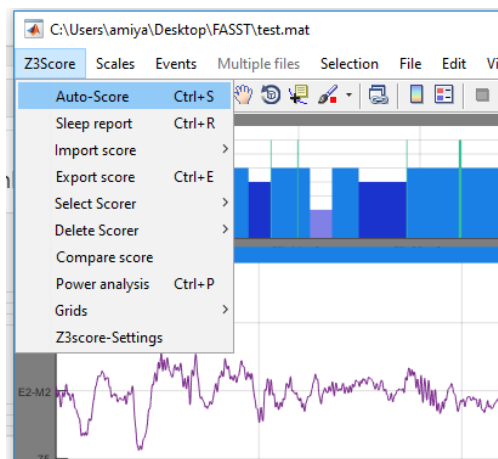 C:\Users\amiya\Desktop\FASST\test.mat
Z3Score Scales Events Multiple files Selection File Edit
Auto-Score Ctrl+S
Sleep report Ctrl+R
Import score
Export score Ctrl+E
Select Scorer
Delete Scorer
Compare score
Power analysis Ctrl+P
Grids
Z3score-Settings
E2-M2